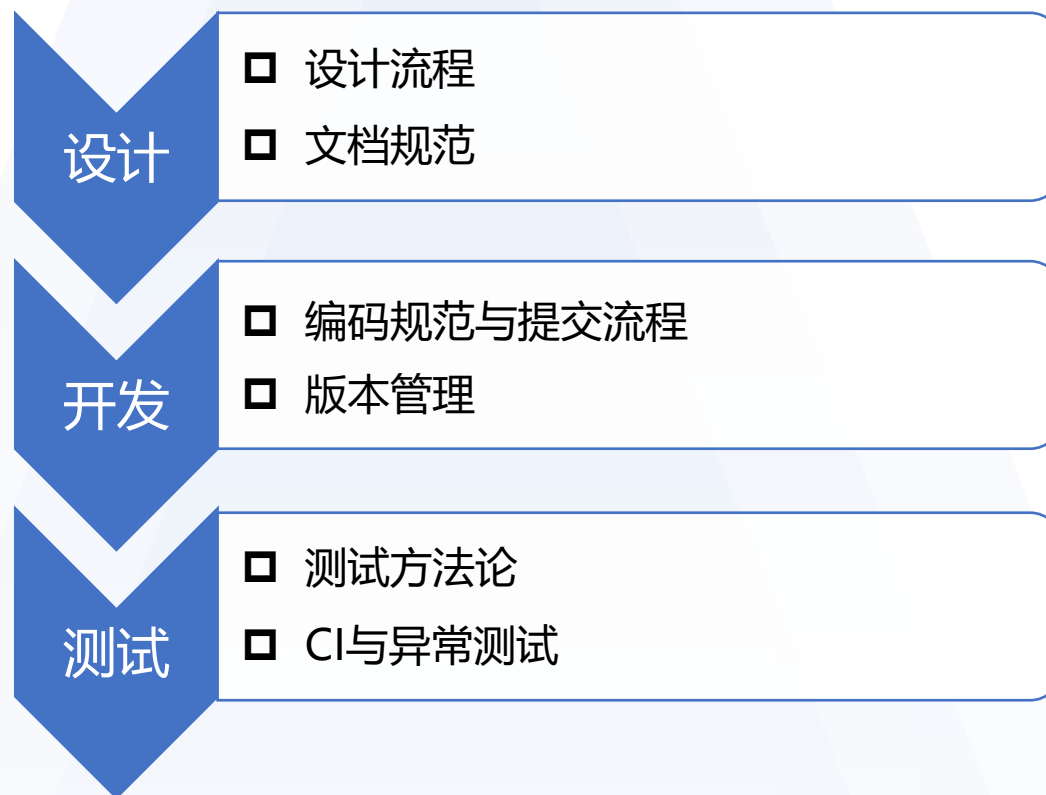 设计
设计流程
文档规范
开发
编码规范与提交流程
版本管理
测试
测试方法论
CI与异常测试